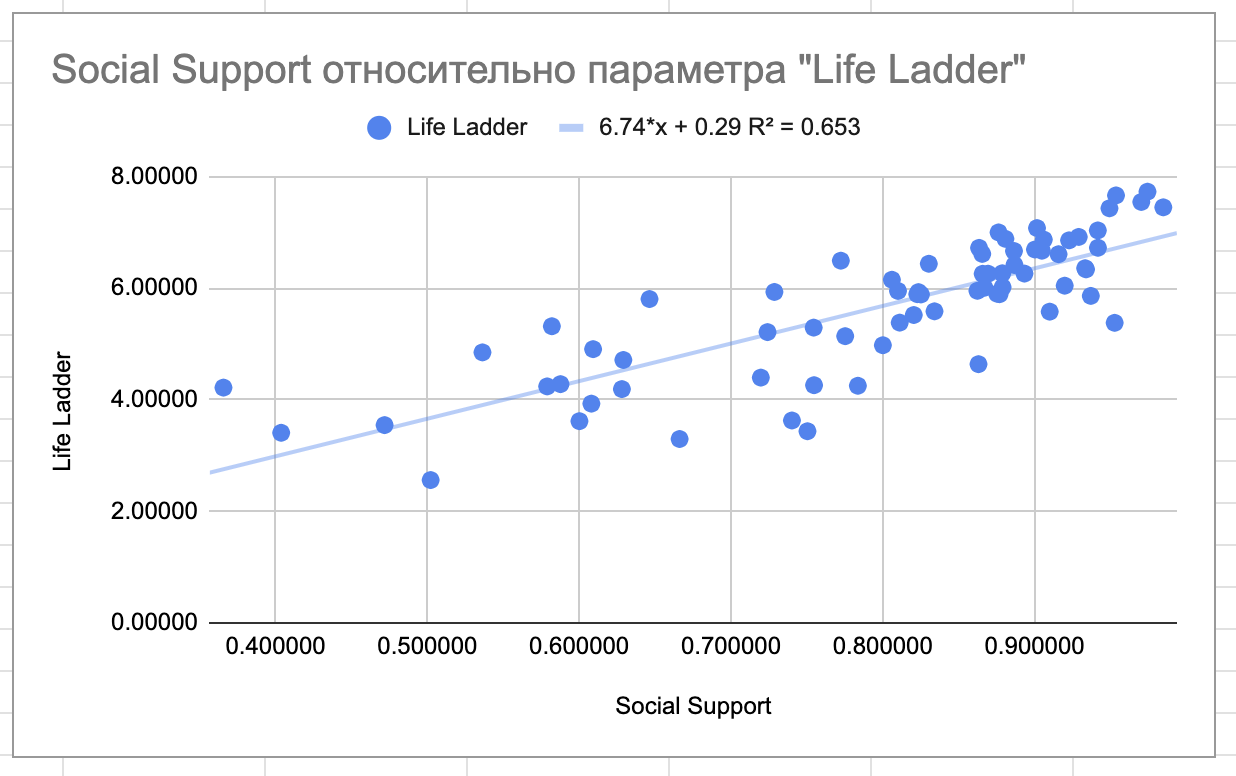 Social Support относительно параметра "Life Ladder"
Life Ladder 6.74*x + 0.29 R² = 0.653
8.00000
6.00000
4.00000
2.00000
0.00000
Life Ladder
0.400000 0.500000 0.600000 0.700000 0.800000 0.900000
Social Support